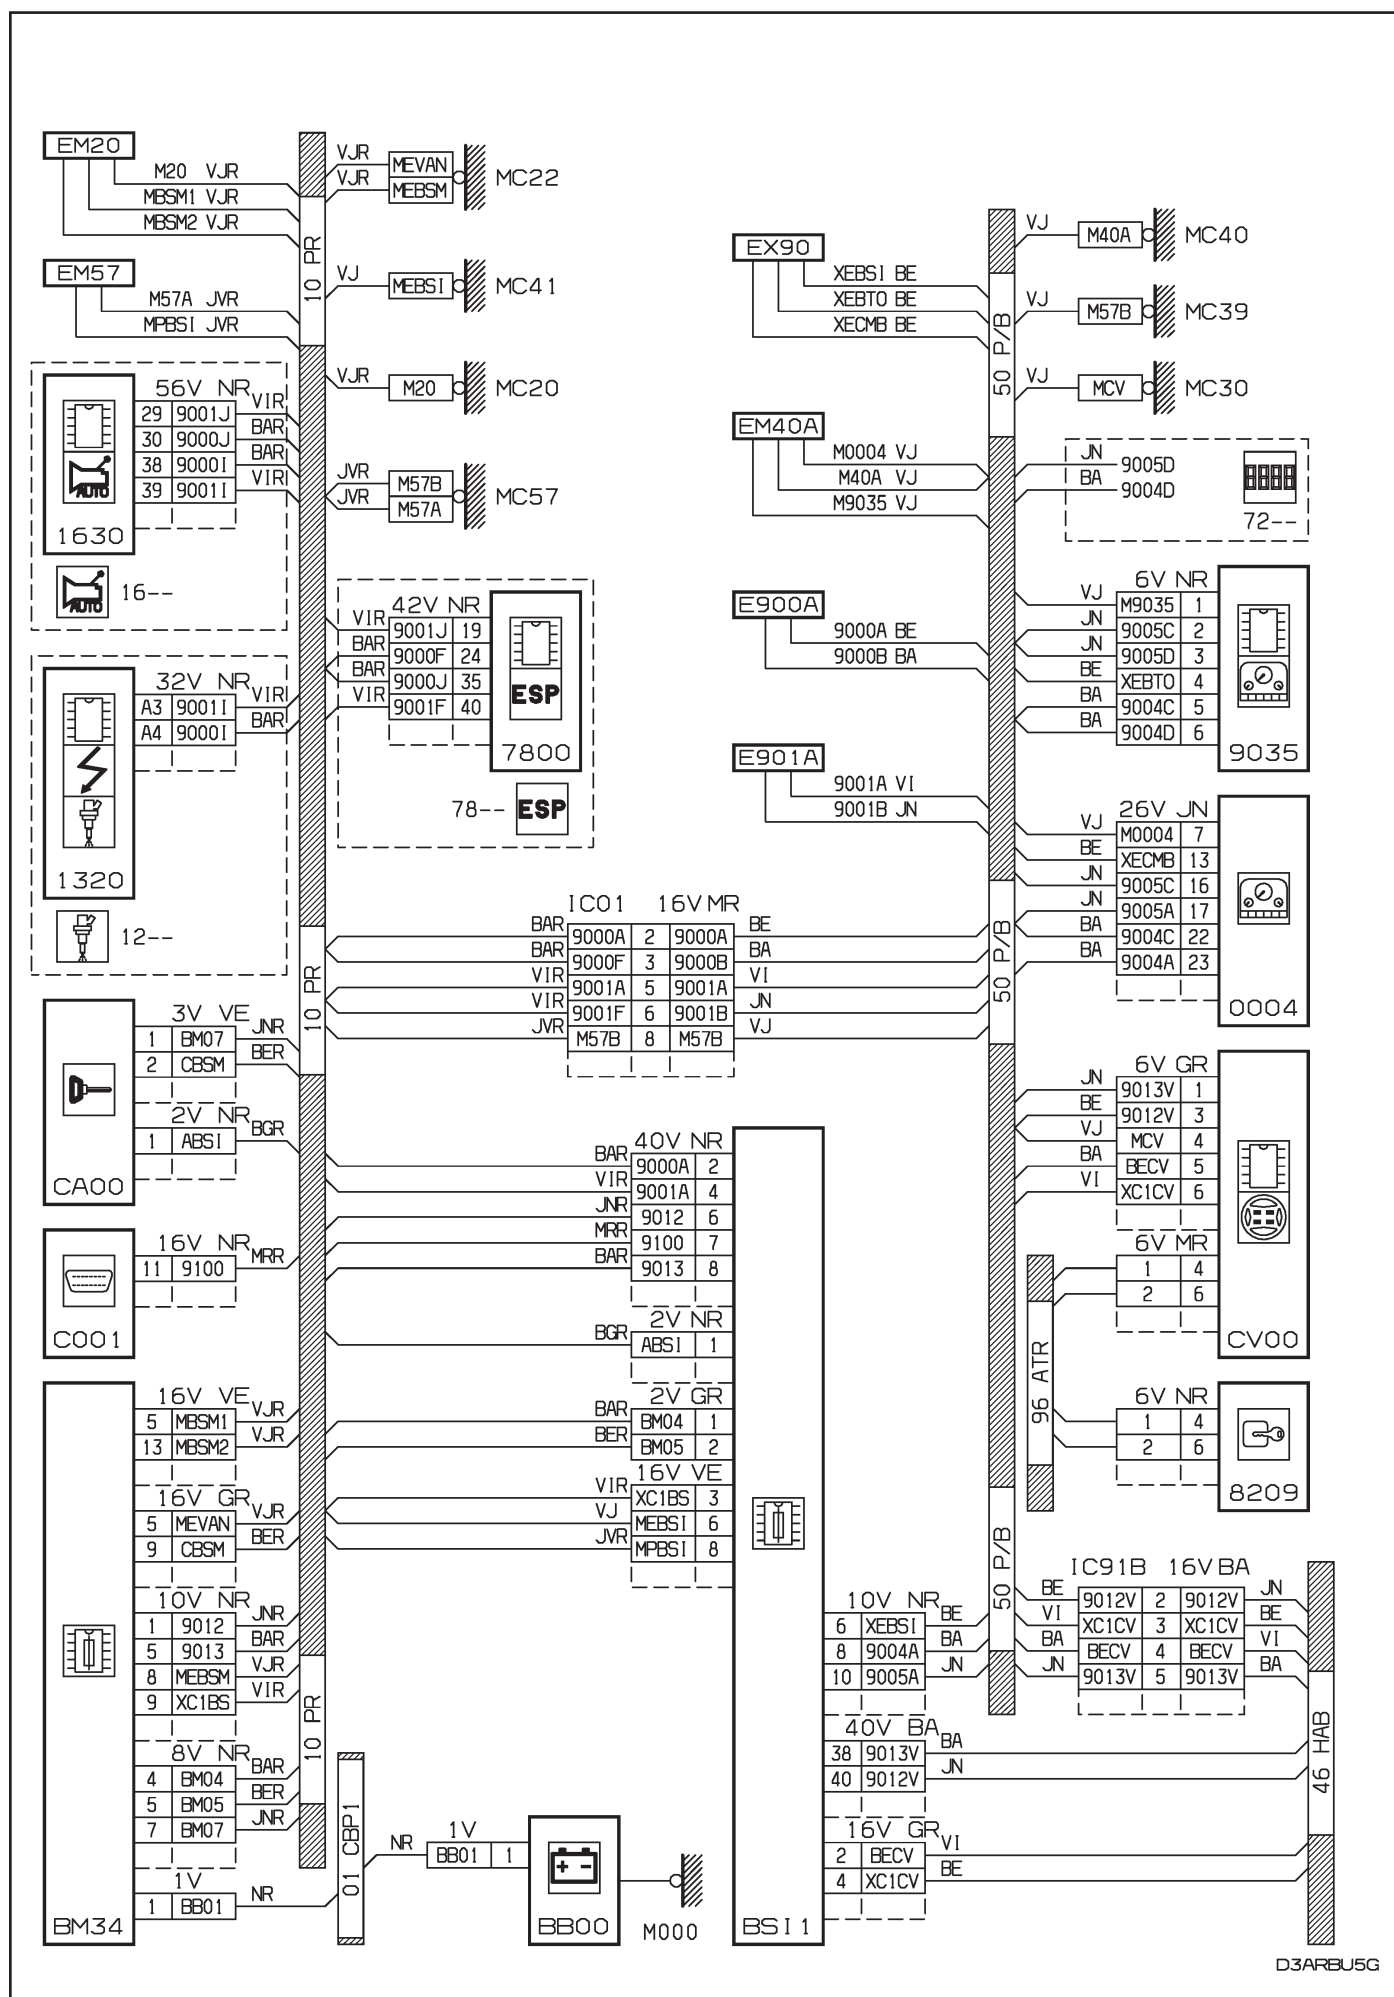 EM20
M20 VJR
MBSM1 VJR
MBSM2 VJR
EM57
M57A JVR
MPBSI JVR
10 PR
VJR MEVAN
VJR MEBSM
MC22
VJ MEBSI MC41
VJR M20 MC20
JVR M57B
JVR M57A
MC57
56V NR
29 9001J VIR
30 9000J BAR
38 9000I BAR
39 9001I VIR
AUTO
1630
AUTO
16--
32V NR
A3 9001I VIR
A4 9000I BAR
1320
12--
42V NR
VIR 9001J 19
BAR 9000F 24
BAR 9000J 35
VIR 9001F 40
ESP
7800
78-- ESP
EX90
XEBSI BE
XEBTO BE
XECMB BE
EM40A
M0004 VJ
M40A VJ
M9035 VJ
E900A
9000A BE
9000B BA
E901A
9001A VI
9001B JN
50 P/B
VJ M40A MC40
VJ M57B MC39
VJ MCV MC30
JN 9005D
BA 9004D
72--
6V NR
VJ M9035 1
JN 9005C 2
JN 9005D 3
BE XEBTO 4
BA 9004C 5
BA 9004D 6
9035
26V JN
VJ M0004 7
BE XECMB 13
JN 9005C 16
JN 9005A 17
BA 9004C 22
BA 9004A 23
0004
10 PR
IC01 16V MR
BAR 9000A 2 9000A BE
BAR 9000F 3 9000B BA
VIR 9001A 5 9001A VI
VIR 9001F 6 9001B JN
JVR M57B 8 M57B VJ
50 P/B
3V VE
1 BM07 JNR
2 CBSM BER
2V NR
1 ABSI BGR
CA00
16V NR
11 9100 MRR
C001
40V NR
BAR 9000A 2
VIR 9001A 4
JNR 9012 6
MRR 9100 7
BAR 9013 8
2V NR
BGR ABSI 1
2V GR
BAR BM04 1
BER BM05 2
16V VE
VIR XC1BS 3
VJ MEBSI 6
JVR MPBSI 8
6V GR
JN 9013V 1
BE 9012V 3
VJ MCV 4
BA BECV 5
VI XC1CV 6
6V MR
1 4
2 6
CV00
96 ATR
6V NR
1 4
2 6
8209
16V VE
5 MBSM1 VJR
13 MBSM2 VJR
16V GR
5 MEVAN VJR
9 CBSM BER
10V NR
1 9012 JNR
5 9013 BAR
8 MEBSM VJR
9 XC1BS VIR
8V NR
4 BM04 BAR
5 BM05 BER
7 BM07 JNR
1V
1 BB01 NR
BM34
10 PR
01 CBP1
1V
NR BB01 1
+ -
BB00
M000
10V NR
6 XEBSI BE
8 9004A BA
10 9005A JN
40V BA
38 9013V BA
40 9012V JN
16V GR
2 BECV VI
4 XC1CV BE
BSI1
50 P/B
IC91B 16V BA
BE 9012V 2 9012V JN
VI XC1CV 3 XC1CV BE
BA BECV 4 BECV VI
JN 9013V 5 9013V BA
46 HAB
D3ARBU5G